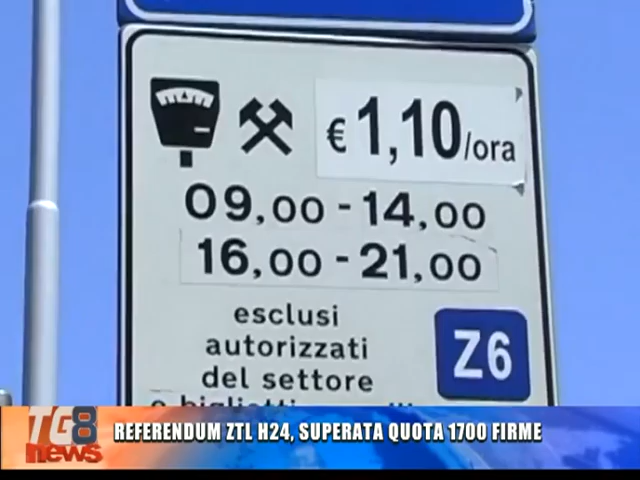 € 1,10/ora
09,00 - 14,00
16,00 - 21,00
esclusi
autorizzati
del settore
Z6
TG8
news
REFERENDUM ZTL H24, SUPERATA QUOTA 1700 FIRME